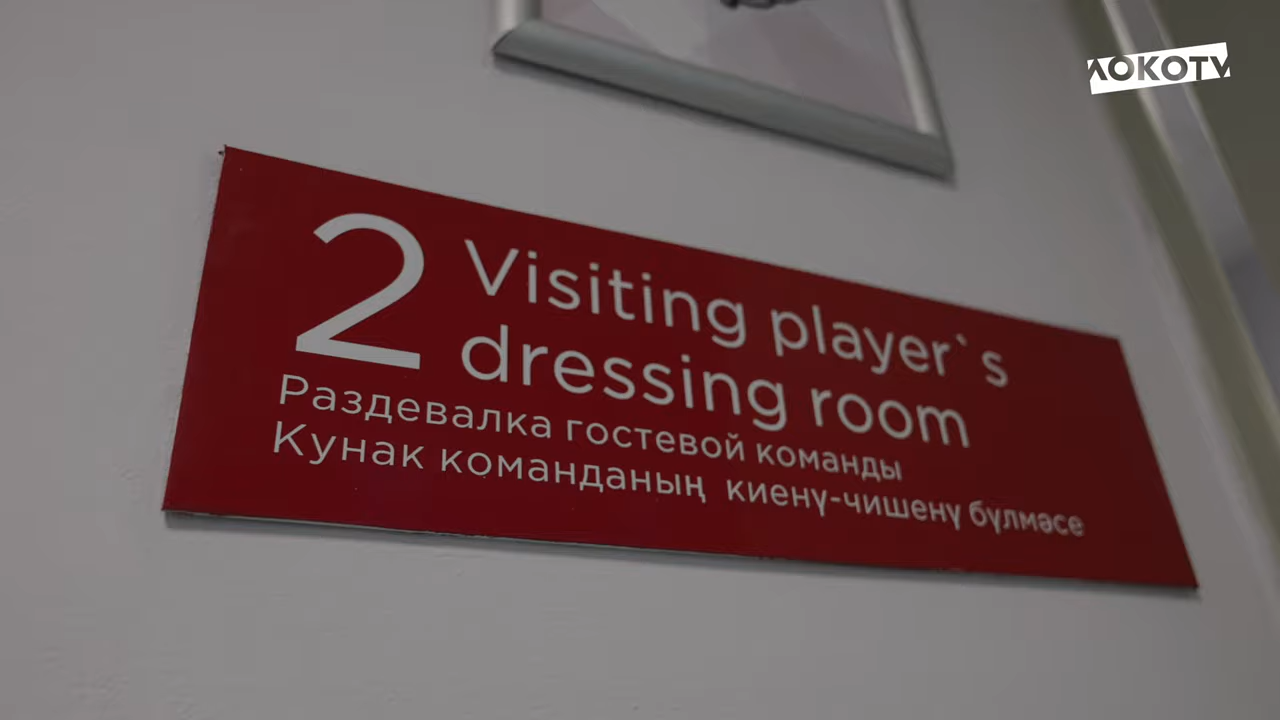 ЛОКОТV
2
Visiting player`s
dressing room
Раздевалка гостевой команды
Кунак команданың киенү-чишенү бүлмәсе